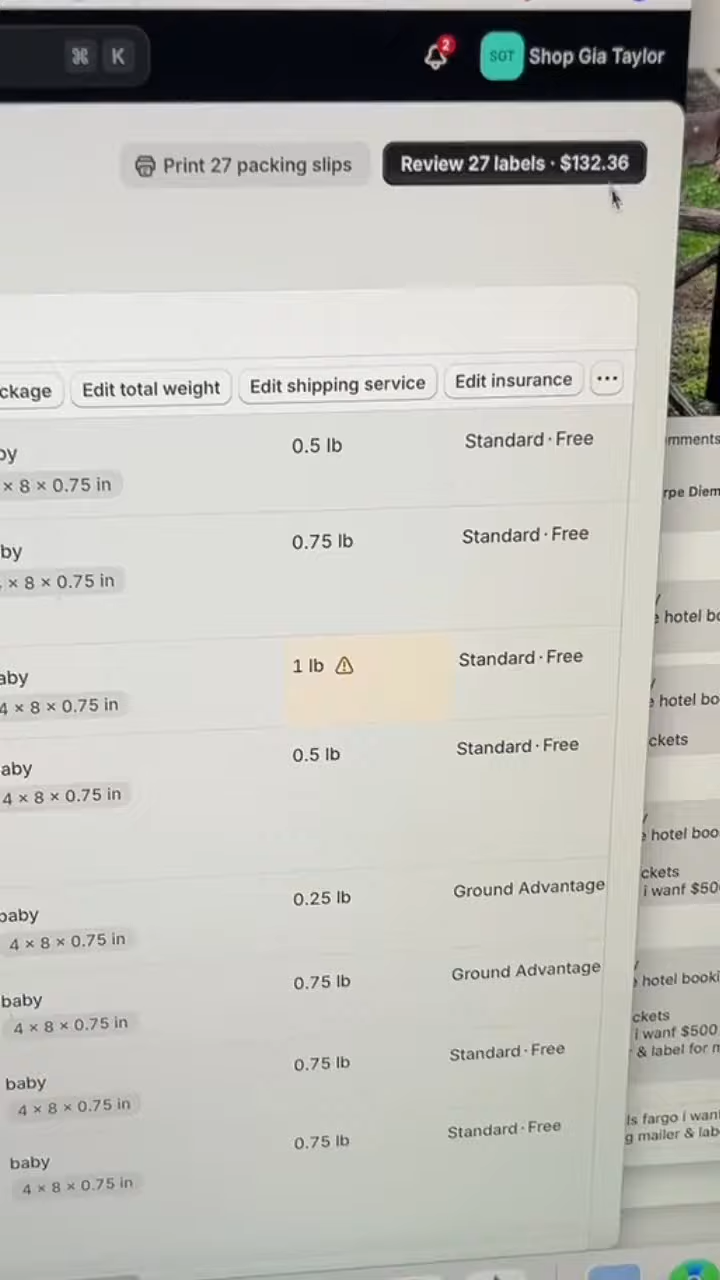 ⌘ K
2
SGT Shop Gia Taylor
Print 27 packing slips
Review 27 labels · $132.36
ckage
Edit total weight
Edit shipping service
Edit insurance
...
by
0.5 lb
Standard · Free
× 8 × 0.75 in
by
0.75 lb
Standard · Free
× 8 × 0.75 in
aby
1 lb
Standard · Free
4 × 8 × 0.75 in
aby
0.5 lb
Standard · Free
4 × 8 × 0.75 in
baby
0.25 lb
Ground Advantage
4 × 8 × 0.75 in
baby
0.75 lb
Ground Advantage
4 × 8 × 0.75 in
baby
0.75 lb
Standard · Free
4 × 8 × 0.75 in
baby
0.75 lb
Standard · Free
4 × 8 × 0.75 in
mments
rpe Diem
hotel bo
hotel bo
ckets
hotel boo
ckets
i wanf $50
hotel booki
ckets
i wanf $500
& label for m
ls fargo i want
g mailer & lab